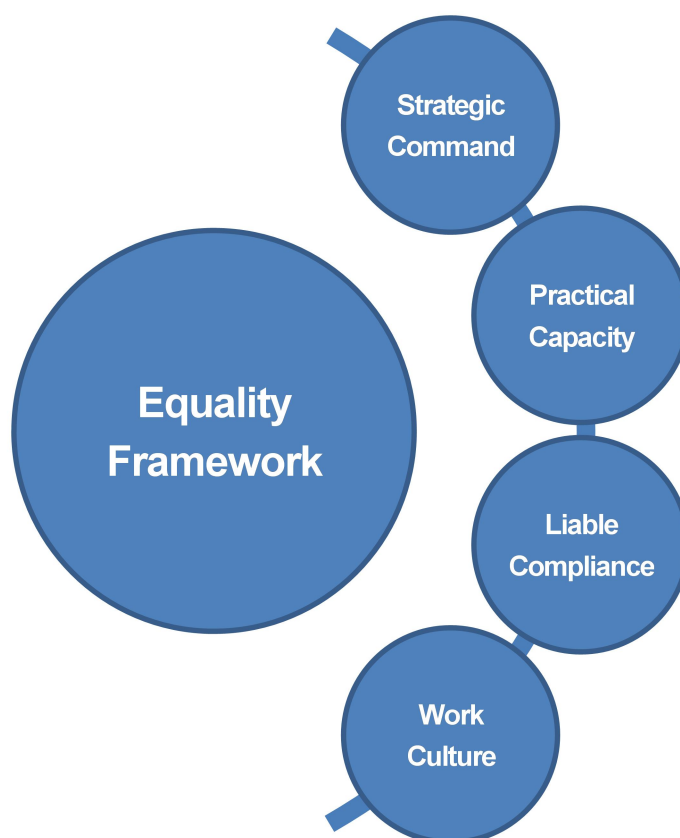 Strategic
Command
Practical
Capacity
Equality
Framework
Liable
Compliance
Work
Culture